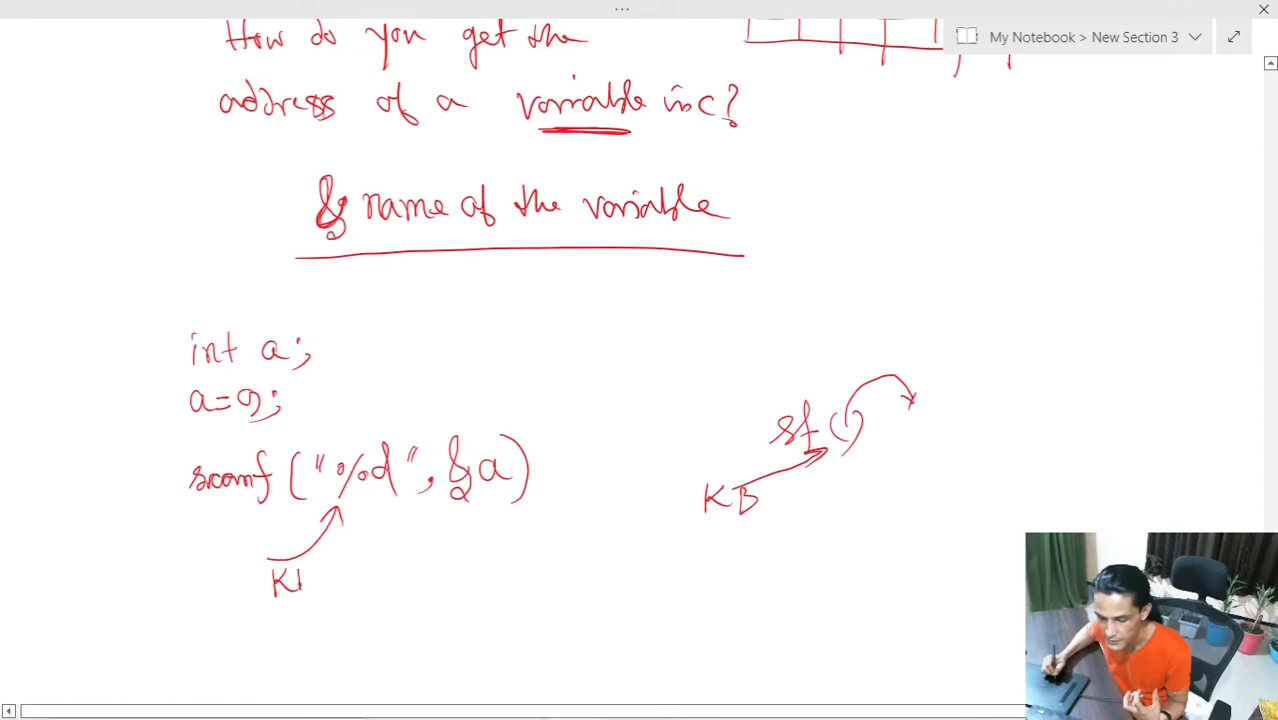 ...
My Notebook > New Section 3
How do you get the
address of a variable in c?
& name of the variable
int a;
a=9;
scanf ("%d", &a)
sf ()
KB